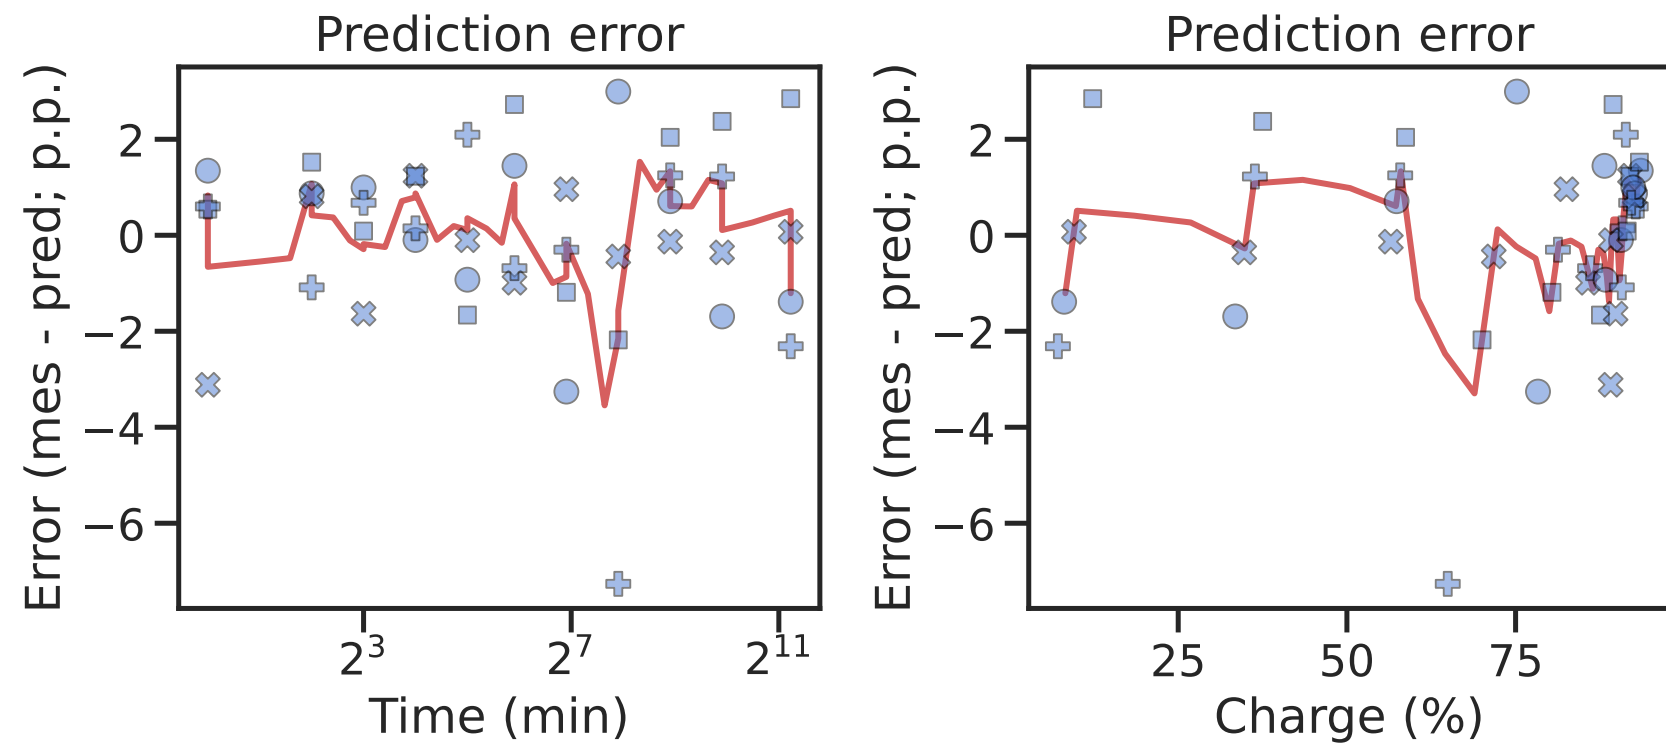 Prediction error
Error (mes - pred; p.p.)
2
0
−2
−4
−6
2³
2⁷
2¹¹
Time (min)
Prediction error
Error (mes - pred; p.p.)
2
0
−2
−4
−6
25
50
75
Charge (%)